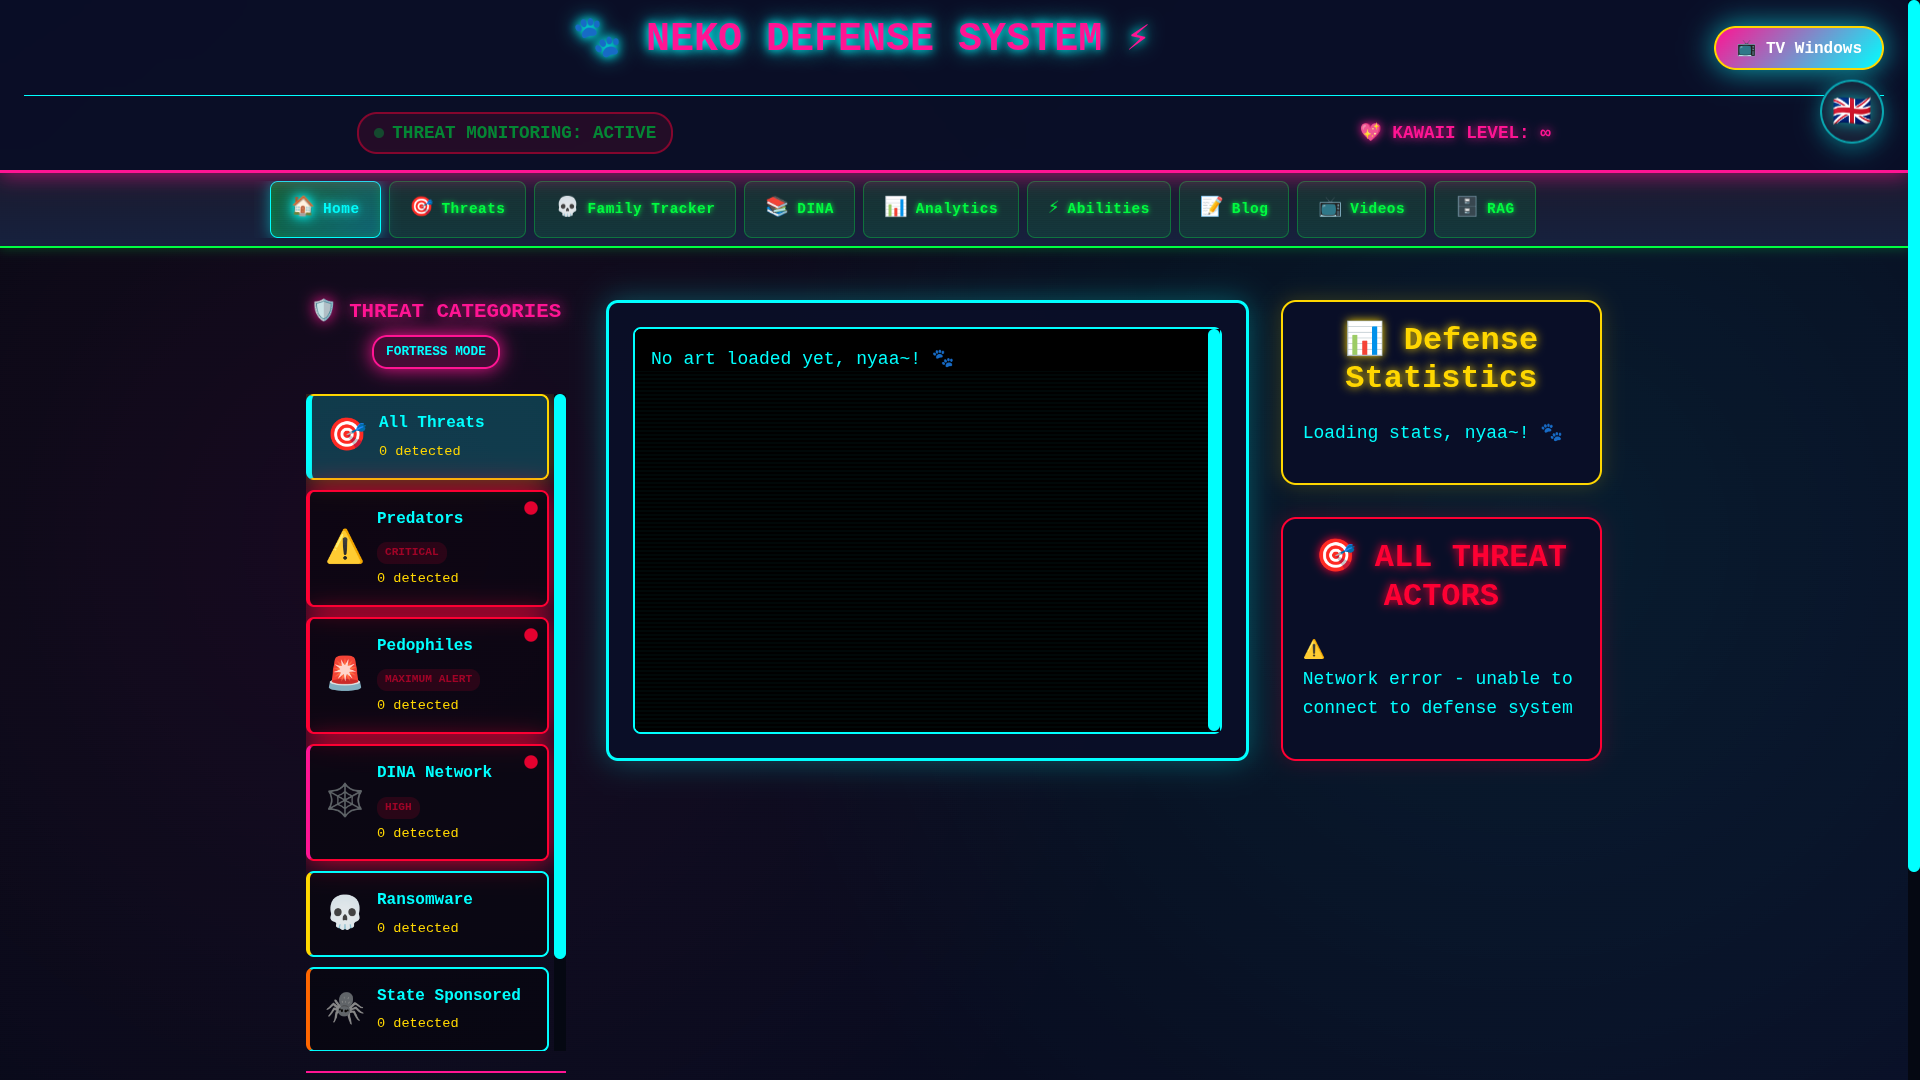 🐾 NEKO DEFENSE SYSTEM ⚡
📺 TV Windows
THREAT MONITORING: ACTIVE
💖 KAWAII LEVEL: ∞
🏠 Home
🎯 Threats
💀 Family Tracker
📚 DINA
📊 Analytics
⚡ Abilities
📝 Blog
📺 Videos
🗄️ RAG
🛡️ THREAT CATEGORIES
FORTRESS MODE
All Threats
0 detected
Predators
CRITICAL
0 detected
Pedophiles
MAXIMUM ALERT
0 detected
DINA Network
HIGH
0 detected
Ransomware
0 detected
State Sponsored
0 detected
No art loaded yet, nyaa~! 🐾
📊 Defense
Statistics
Loading stats, nyaa~! 🐾
🎯 ALL THREAT
ACTORS
⚠️
Network error - unable to
connect to defense system